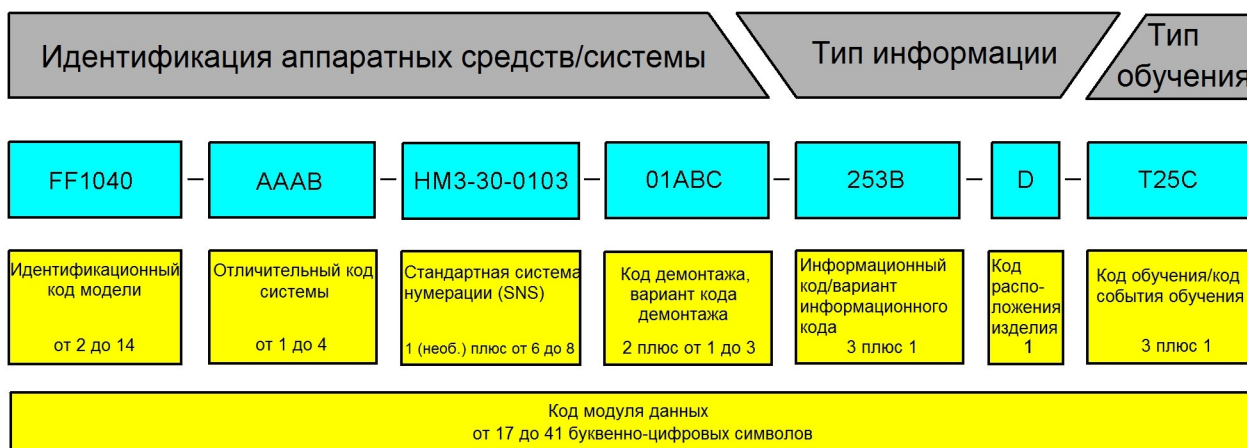 Идентификация аппаратных средств/системы
Тип информации
Тип
обучения
FF1040 – AAAB – HM3-30-0103 – 01ABC – 253B – D – T25C
Идентификационный
код модели
от 2 до 14
Отличительный код
системы
от 1 до 4
Стандартная система
нумерации (SNS)
1 (необ.) плюс от 6 до 8
Код демонтажа,
вариант кода
демонтажа
2 плюс от 1 до 3
Информационный
код/вариант
информационного
кода
3 плюс 1
Код
распо-
ложения
изделия
1
Код обучения/код
события обучения
3 плюс 1
Код модуля данных
от 17 до 41 буквенно-цифровых символов